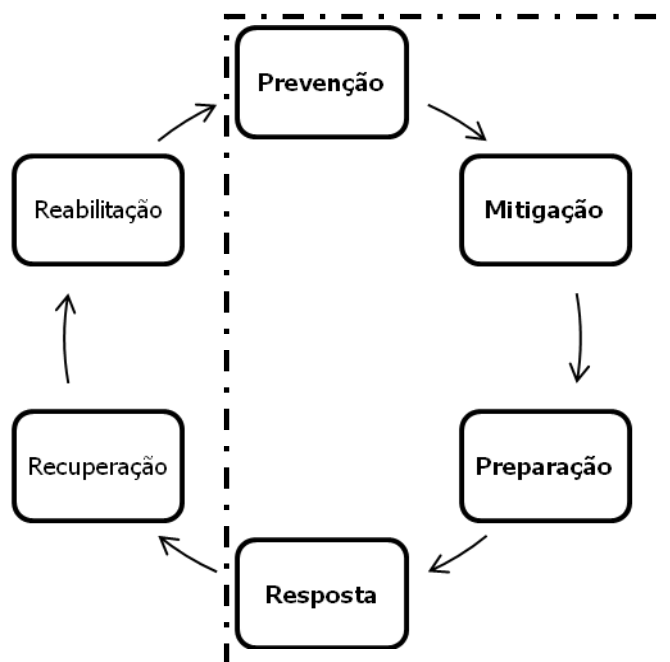 Prevenção
Mitigação
Preparação
Resposta
Recuperação
Reabilitação